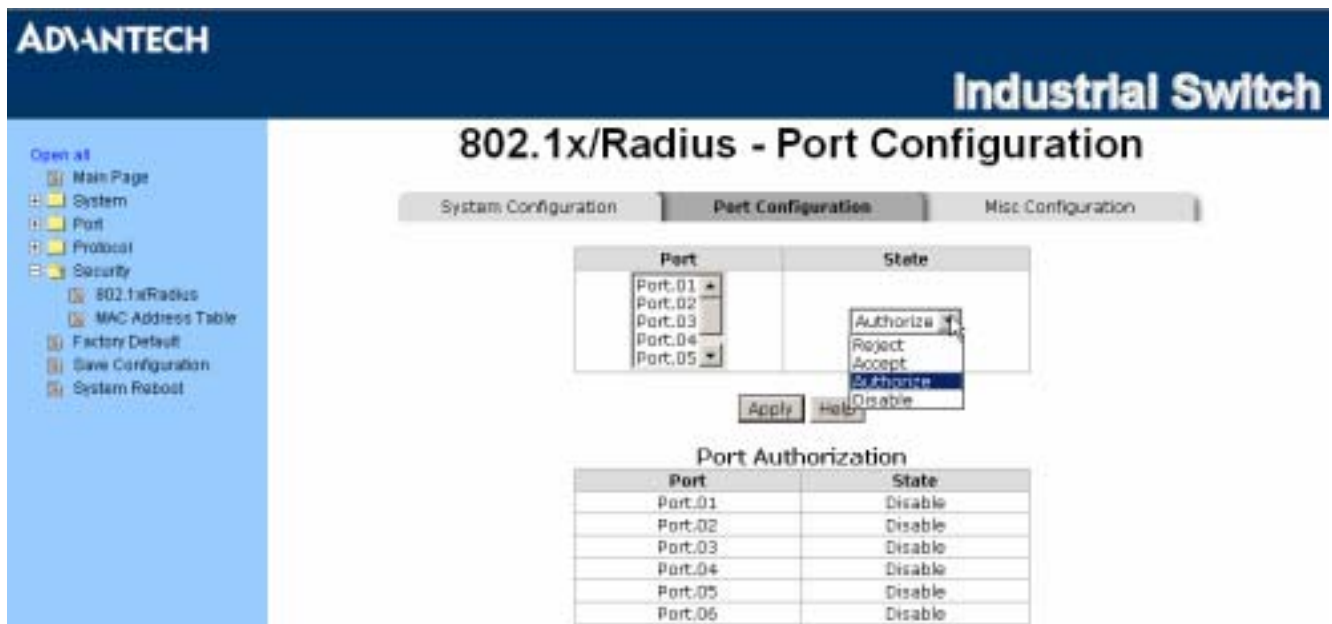 ADVANTECH
Industrial Switch
Open all
Main Page
System
Port
Protocol
Security
802.1x/Radius
MAC Address Table
Factory Default
Save Configuration
System Reboot
802.1x/Radius - Port Configuration
System Configuration
Port Configuration
Misc Configuration
Port State
Port.01
Port.02
Port.03
Port.04
Port.05
Authorize
Reject
Accept
Authorize
Disable
Apply Help
Port Authorization
Port State
Port.01 Disable
Port.02 Disable
Port.03 Disable
Port.04 Disable
Port.05 Disable
Port.06 Disable